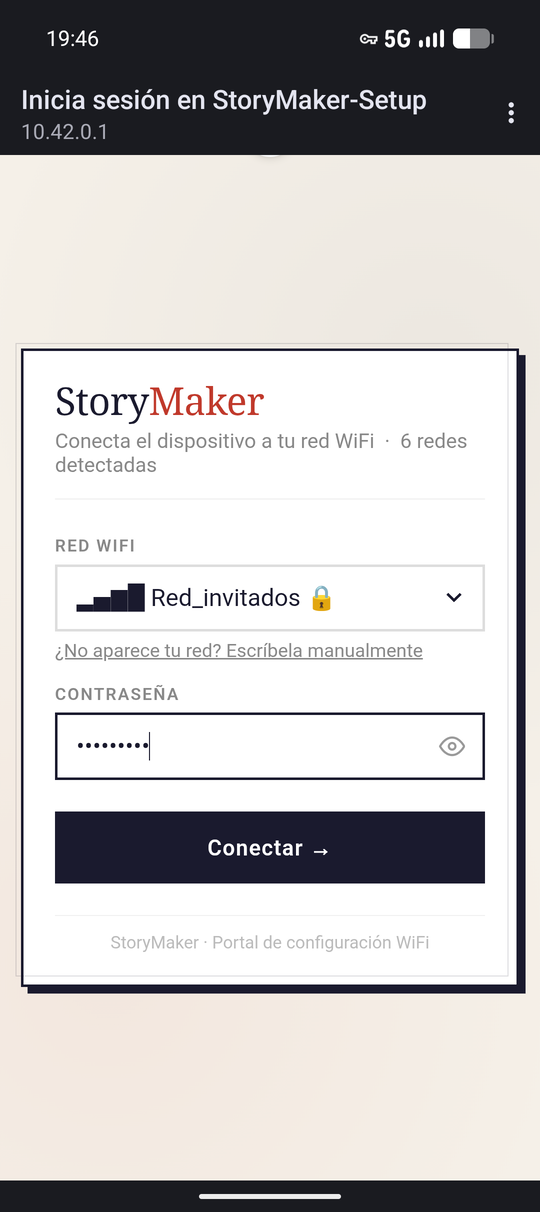 19:46
5G
Inicia sesión en StoryMaker-Setup
10.42.0.1
StoryMaker
Conecta el dispositivo a tu red WiFi · 6 redes
detectadas
RED WIFI
▂▄▆█ Red_invitados 🔒
¿No aparece tu red? Escríbela manualmente
CONTRASEÑA
•••••••••
Conectar →
StoryMaker · Portal de configuración WiFi